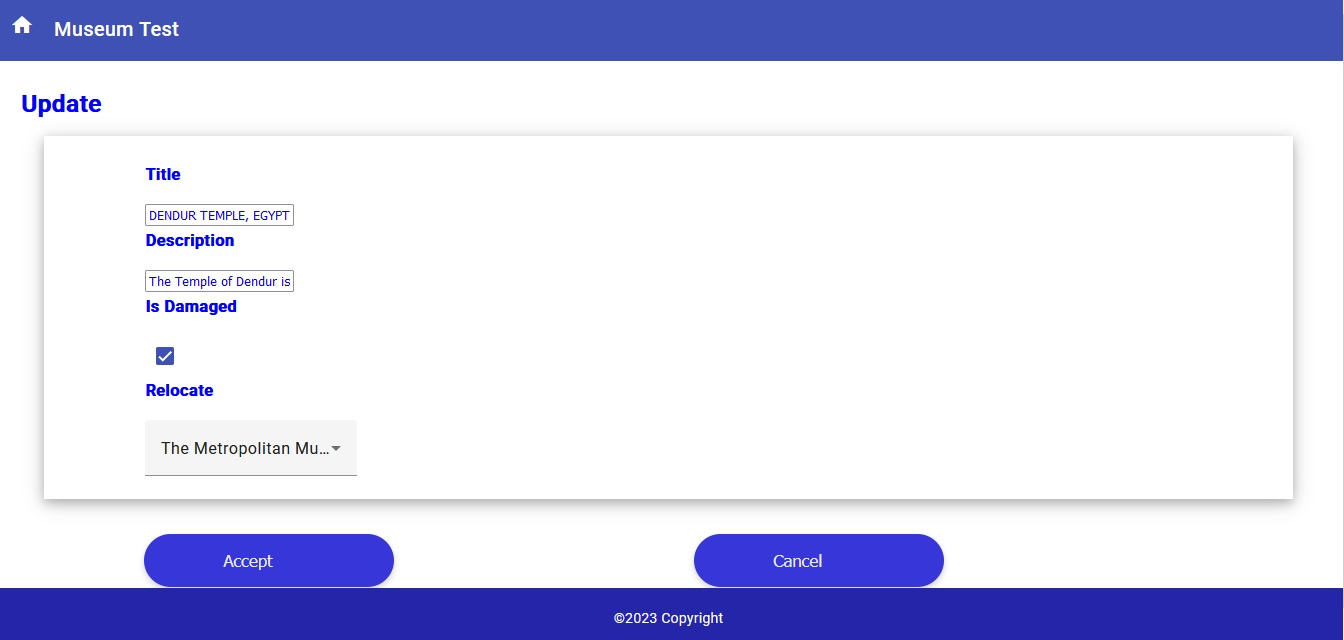 Museum Test
Update
Title
DENDUR TEMPLE, EGYPT
Description
The Temple of Dendur is
Is Damaged
Relocate
The Metropolitan Mu...
Accept
Cancel
©2023 Copyright